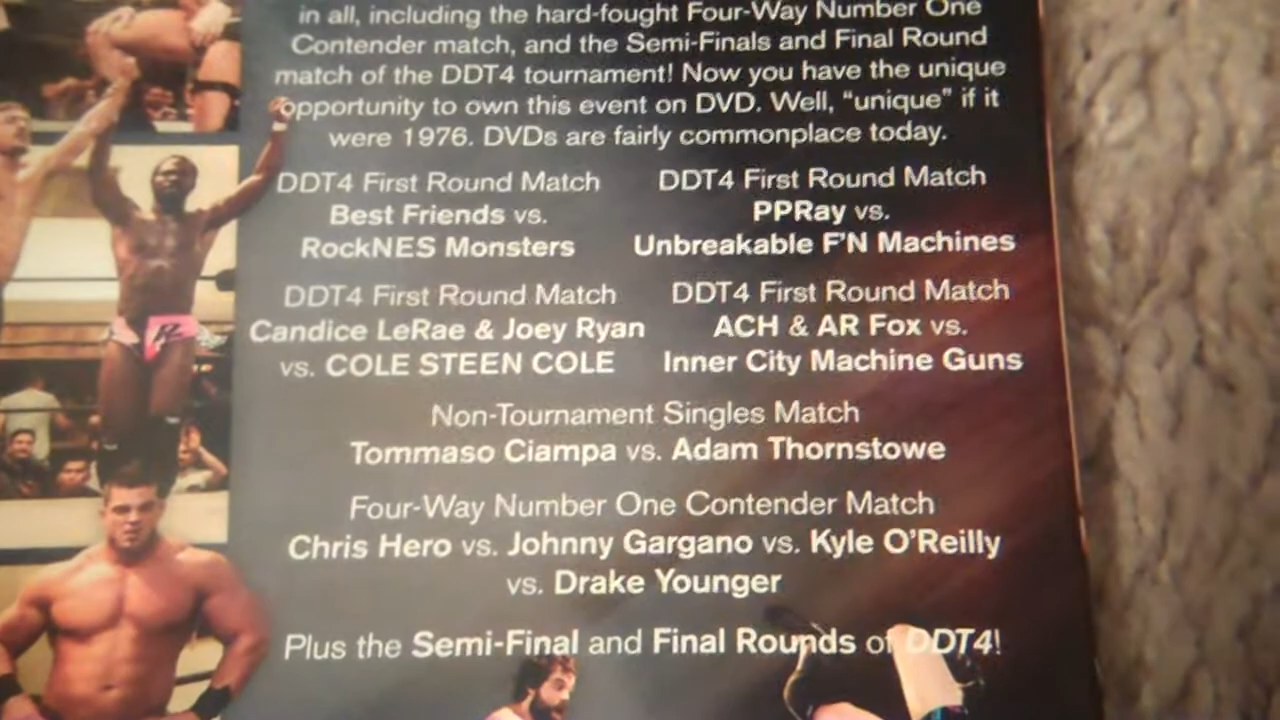 in all, including the hard-fought Four-Way Number One
Contender match, and the Semi-Finals and Final Round
match of the DDT4 tournament! Now you have the unique
opportunity to own this event on DVD. Well, “unique” if it
were 1976. DVDs are fairly commonplace today.
DDT4 First Round Match
Best Friends vs.
RockNES Monsters
DDT4 First Round Match
PPRay vs.
Unbreakable F'N Machines
DDT4 First Round Match
Candice LeRae & Joey Ryan
vs. COLE STEEN COLE
DDT4 First Round Match
ACH & AR Fox vs.
Inner City Machine Guns
Non-Tournament Singles Match
Tommaso Ciampa vs. Adam Thornstowe
Four-Way Number One Contender Match
Chris Hero vs. Johnny Gargano vs. Kyle O'Reilly
vs. Drake Younger
Plus the Semi-Final and Final Rounds of DDT4!